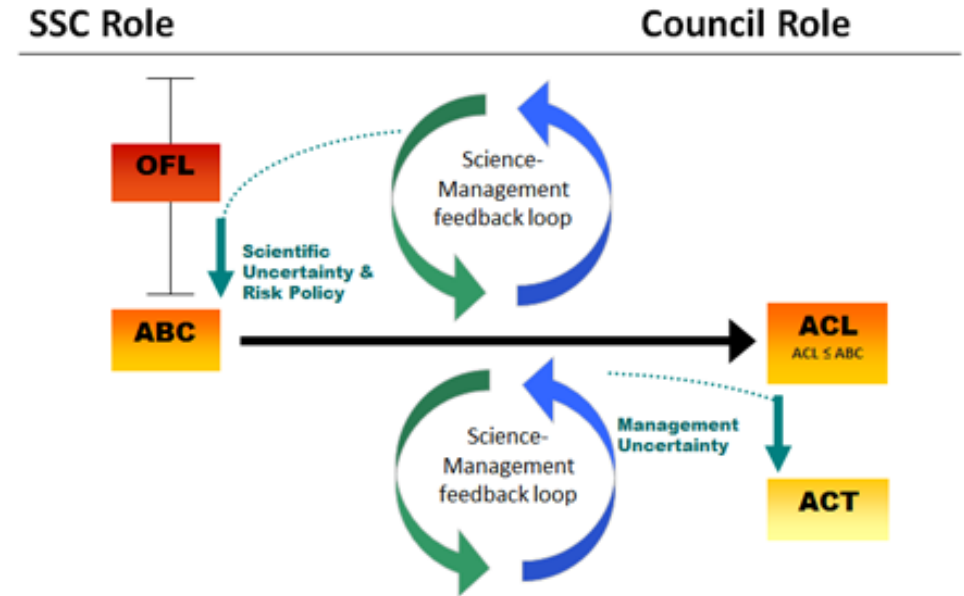 SSC Role
Council Role
OFL
Science-
Management
feedback loop
Scientific
Uncertainty &
Risk Policy
ABC
ACL
ACL ≤ ABC
Science-
Management
feedback loop
Management
Uncertainty
ACT